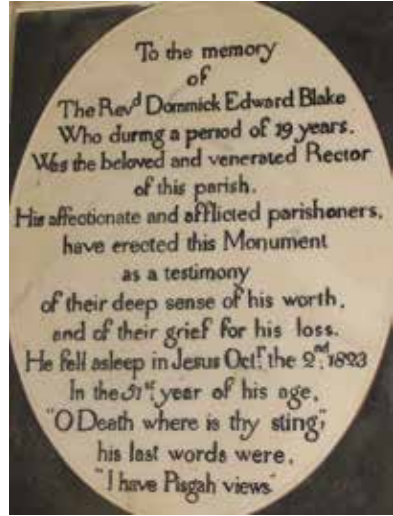 To the memory
of
The Revd Dominick Edward Blake
Who during a period of 19 years.
Was the beloved and venerated Rector
of this parish.
His affectionate and afflicted parishoners,
have erected this Monument
as a testimony
of their deep sense of his worth,
and of their grief for his loss.
He fell asleep in Jesus Octr. the 2nd. 1823
In the 51st. year of his age,
"O Death where is thy sting",
his last words were,
"I have Pisgah views"